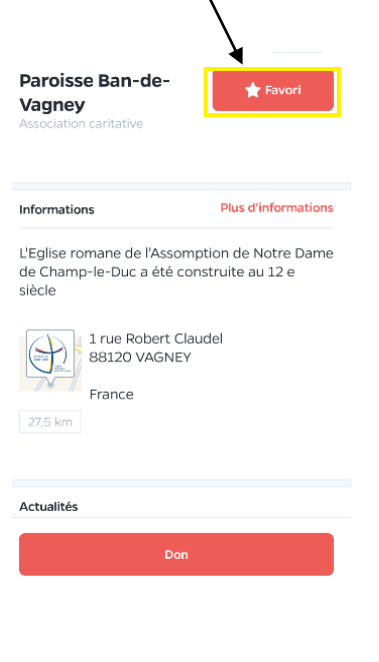 Paroisse Ban-de-
Vagney
Favori
Association caritative
Informations
Plus d'informations
L'Eglise romane de l'Assomption de Notre Dame
de Champ-le-Duc a été construite au 12 e
siècle
1 rue Robert Claudel
88120 VAGNEY
France
27,5 km
Actualités
Don